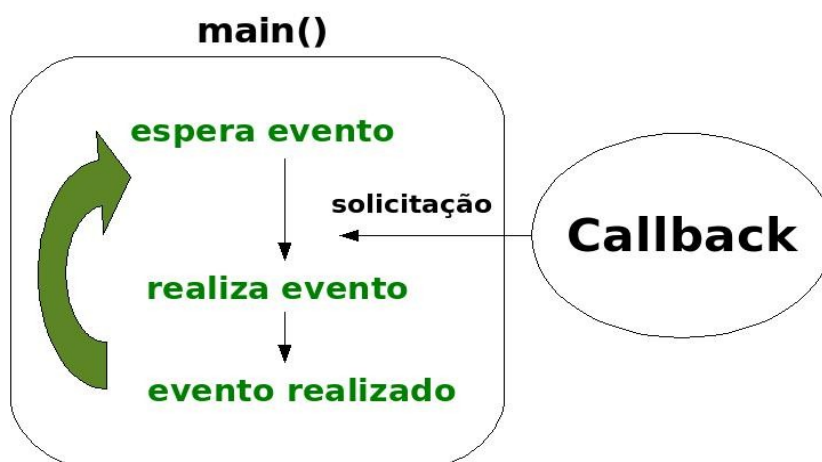 main()
espera evento
solicitação
Callback
realiza evento
evento realizado